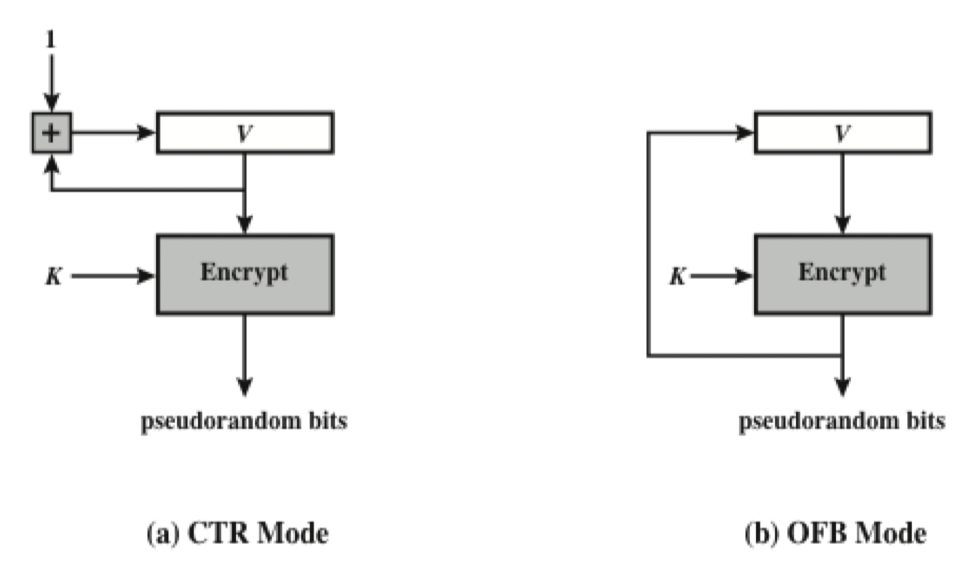 1
+
V
K
Encrypt
pseudorandom bits
(a) CTR Mode
V
K
Encrypt
pseudorandom bits
(b) OFB Mode